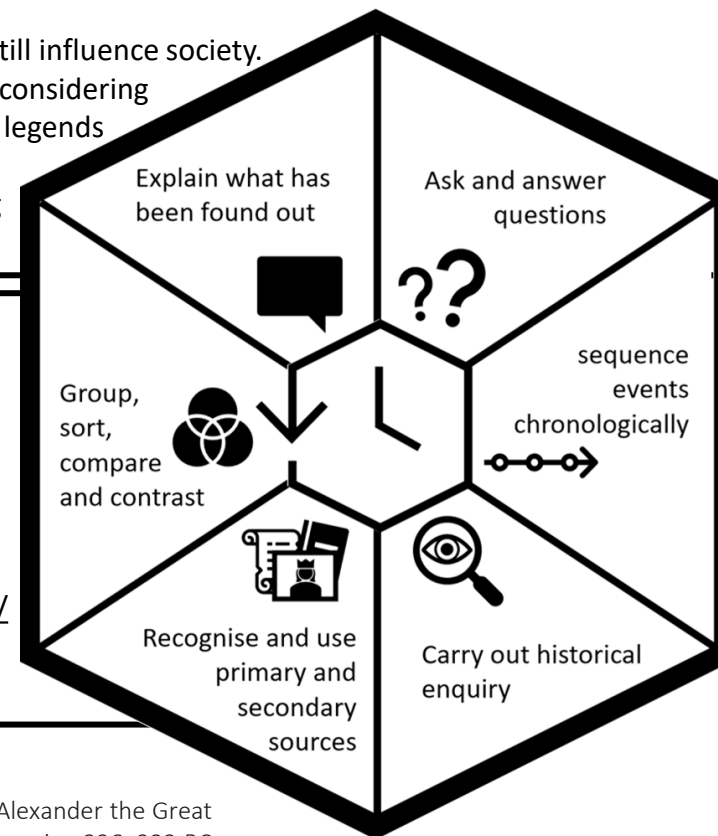 till influence society.
considering
legends
Explain what has
been found out
Ask and answer
questions
??
sequence
events
chronologically
Group,
sort,
compare
and contrast
Recognise and use
primary and
secondary
sources
Carry out historical
enquiry
Alexander the Great